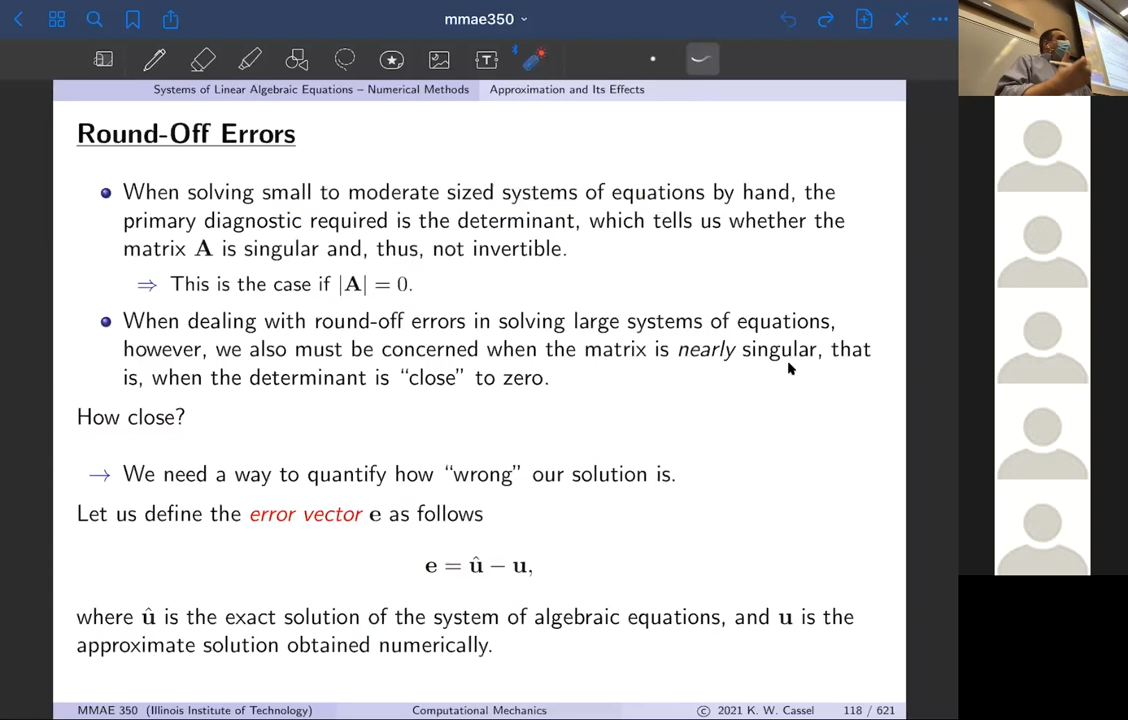 mmae350
T
Systems of Linear Algebraic Equations – Numerical Methods
Approximation and Its Effects
Round-Off Errors
When solving small to moderate sized systems of equations by hand, the
primary diagnostic required is the determinant, which tells us whether the
matrix A is singular and, thus, not invertible.
⇒ This is the case if |A| = 0.
When dealing with round-off errors in solving large systems of equations,
however, we also must be concerned when the matrix is nearly singular, that
is, when the determinant is “close” to zero.
How close?
→ We need a way to quantify how “wrong” our solution is.
Let us define the error vector e as follows
e = û − u,
where û is the exact solution of the system of algebraic equations, and u is the
approximate solution obtained numerically.
MMAE 350 (Illinois Institute of Technology)
Computational Mechanics
© 2021 K. W. Cassel
118 / 621